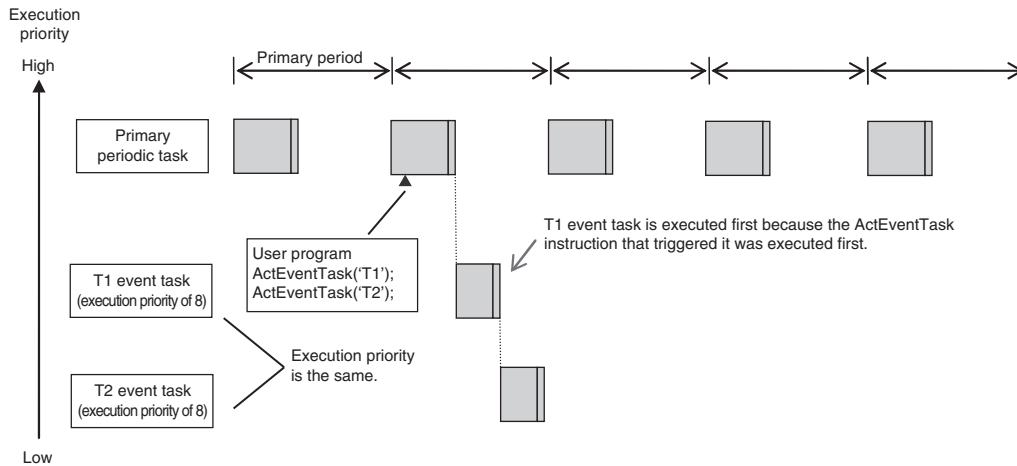 Execution
priority
High
Primary period
Primary
periodic task
User program
ActEventTask(‘T1’);
ActEventTask(‘T2’);
T1 event task is executed first because the ActEventTask
instruction that triggered it was executed first.
T1 event task
(execution priority of 8)
Execution priority
is the same.
T2 event task
(execution priority of 8)
Low